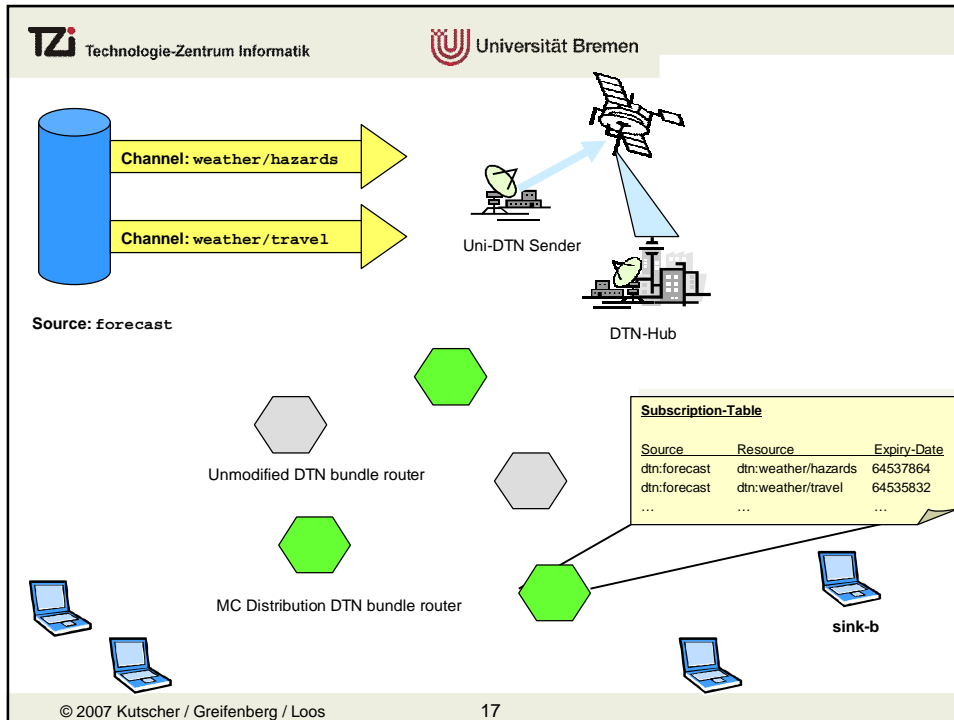 TZi Technologie-Zentrum Informatik
Universität Bremen
Channel: weather/hazards
Channel: weather/travel
Source: forecast
Uni-DTN Sender
DTN-Hub
Unmodified DTN bundle router
MC Distribution DTN bundle router
Subscription-Table
Source Resource Expiry-Date
dtn:forecast dtn:weather/hazards 64537864
dtn:forecast dtn:weather/travel 64535832
… … …
sink-b
© 2007 Kutscher / Greifenberg / Loos 17